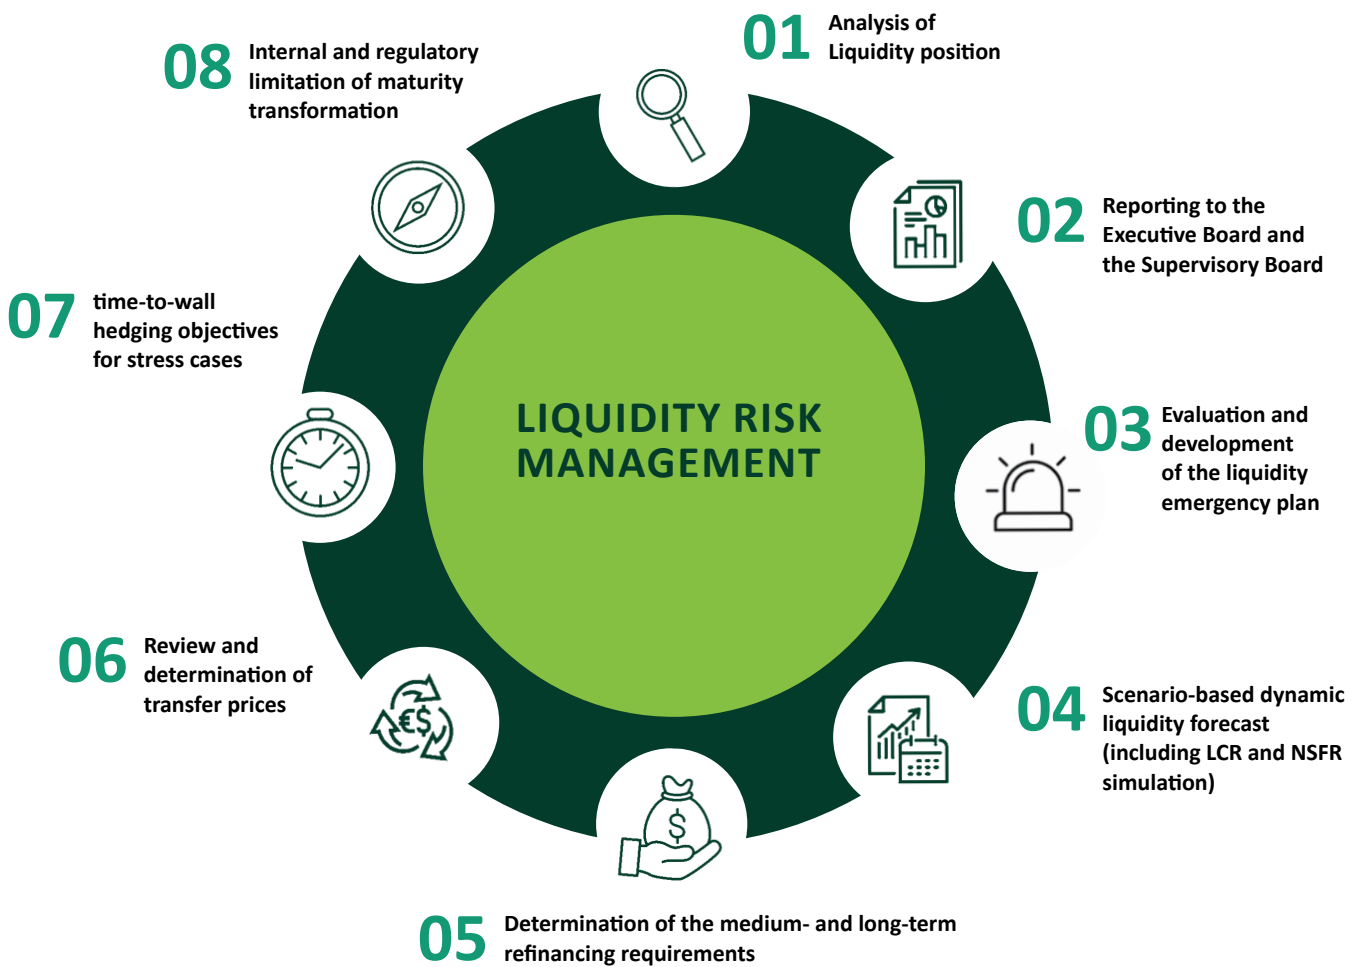 01
Analysis of
Liquidity position
02
Reporting to the
Executive Board and
the Supervisory Board
03
Evaluation and
development
of the liquidity
emergency plan
04
Scenario-based dynamic
liquidity forecast
(including LCR and NSFR
simulation)
05
Determination of the medium- and long-term
refinancing requirements
06
Review and
determination of
transfer prices
07
time-to-wall
hedging objectives
for stress cases
08
Internal and regulatory
limitation of maturity
transformation
LIQUIDITY RISK
MANAGEMENT
€$
$